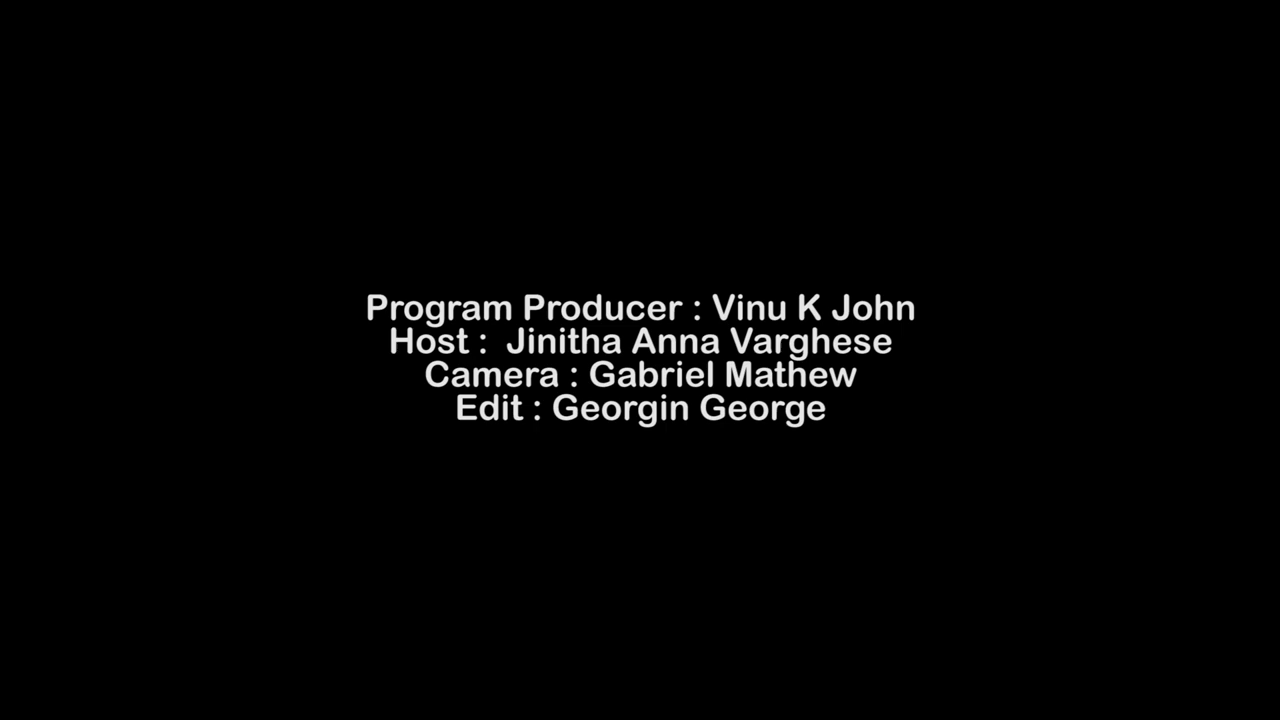 Program Producer : Vinu K John
Host :  Jinitha Anna Varghese
Camera : Gabriel Mathew
Edit : Georgin George